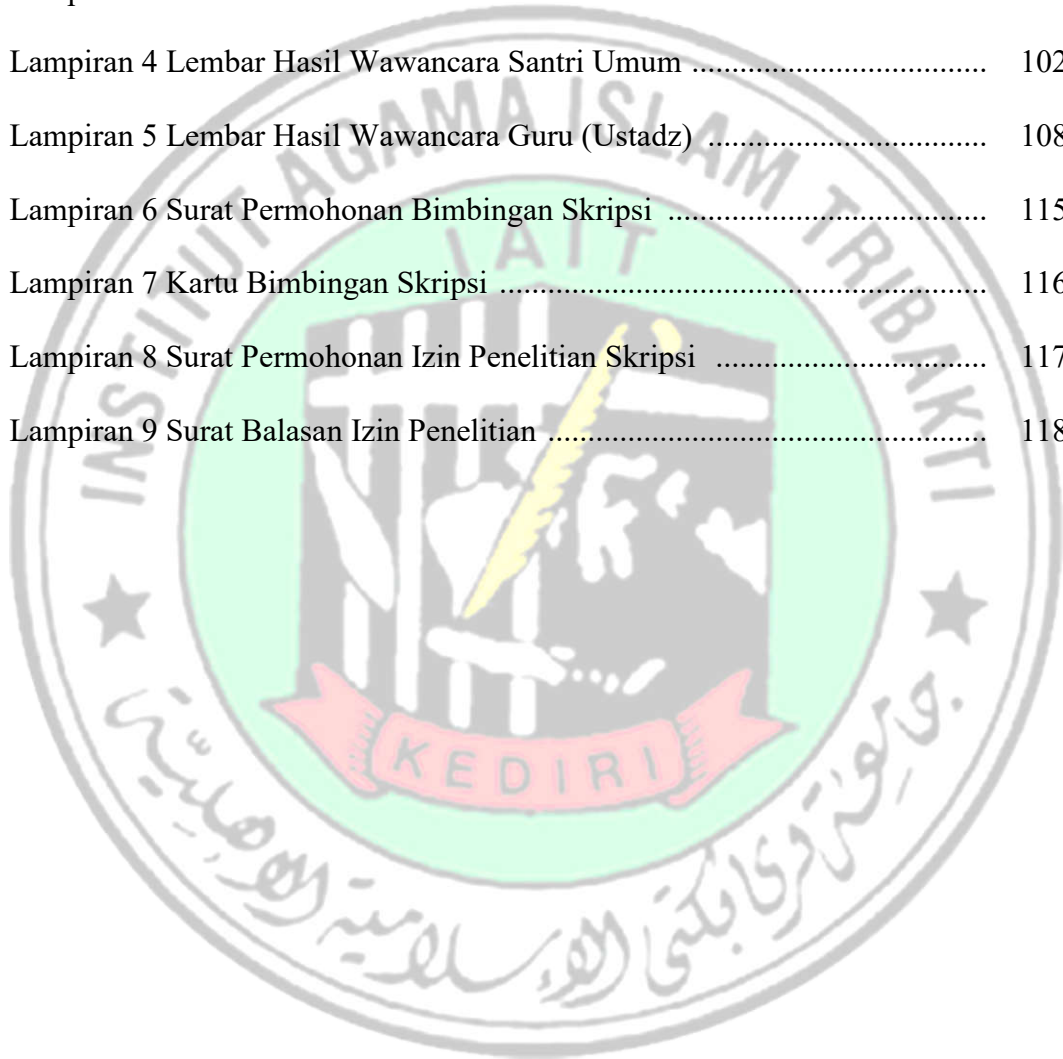 Lampiran 4 Lembar Hasil Wawancara Santri Umum .................................... 102
Lampiran 5 Lembar Hasil Wawancara Guru (Ustadz) .................................. 108
Lampiran 6 Surat Permohonan Bimbingan Skripsi ....................................... 115
Lampiran 7 Kartu Bimbingan Skripsi ............................................................ 116
Lampiran 8 Surat Permohonan Izin Penelitian Skripsi ................................. 117
Lampiran 9 Surat Balasan Izin Penelitian ...................................................... 118
INSTITUT AGAMA ISLAM TRIBAKTI
IAIT
KEDIRI